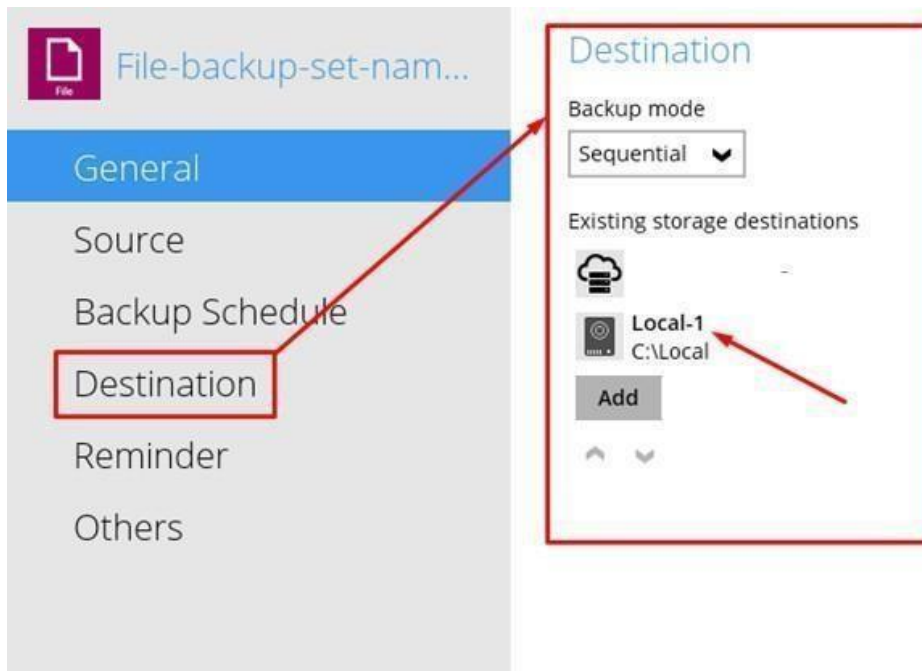 File
File-backup-set-nam...
General
Source
Backup Schedule
Destination
Reminder
Others
Destination
Backup mode
Sequential
Existing storage destinations
-
Local-1
C:\Local
Add